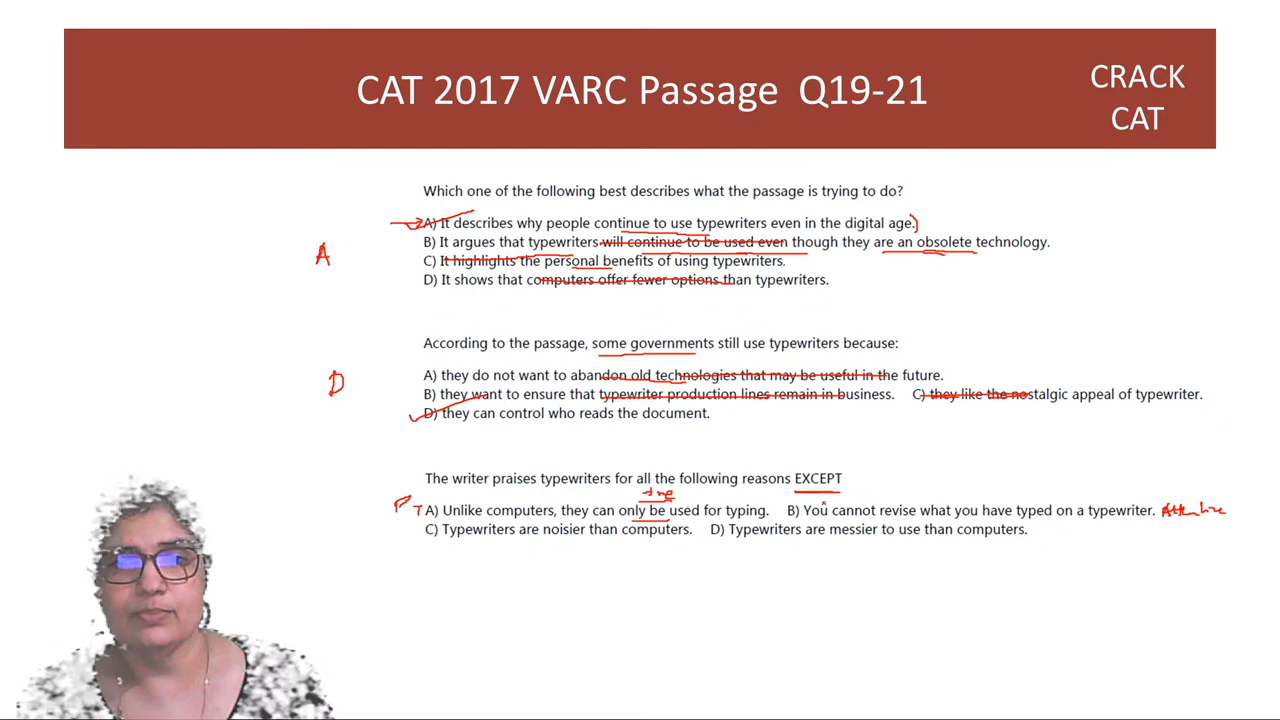 CAT 2017 VARC Passage Q19-21
CRACK
CAT
Which one of the following best describes what the passage is trying to do?
A) It describes why people continue to use typewriters even in the digital age.
B) It argues that typewriters will continue to be used even though they are an obsolete technology.
A
C) It highlights the personal benefits of using typewriters.
D) It shows that computers offer fewer options than typewriters.
According to the passage, some governments still use typewriters because:
A) they do not want to abandon old technologies that may be useful in the future.
D
B) they want to ensure that typewriter production lines remain in business. C) they like the nostalgic appeal of typewriter.
D) they can control who reads the document.
The writer praises typewriters for all the following reasons EXCEPT
A) Unlike computers, they can only be used for typing. B) You cannot revise what you have typed on a typewriter.
C) Typewriters are noisier than computers. D) Typewriters are messier to use than computers.